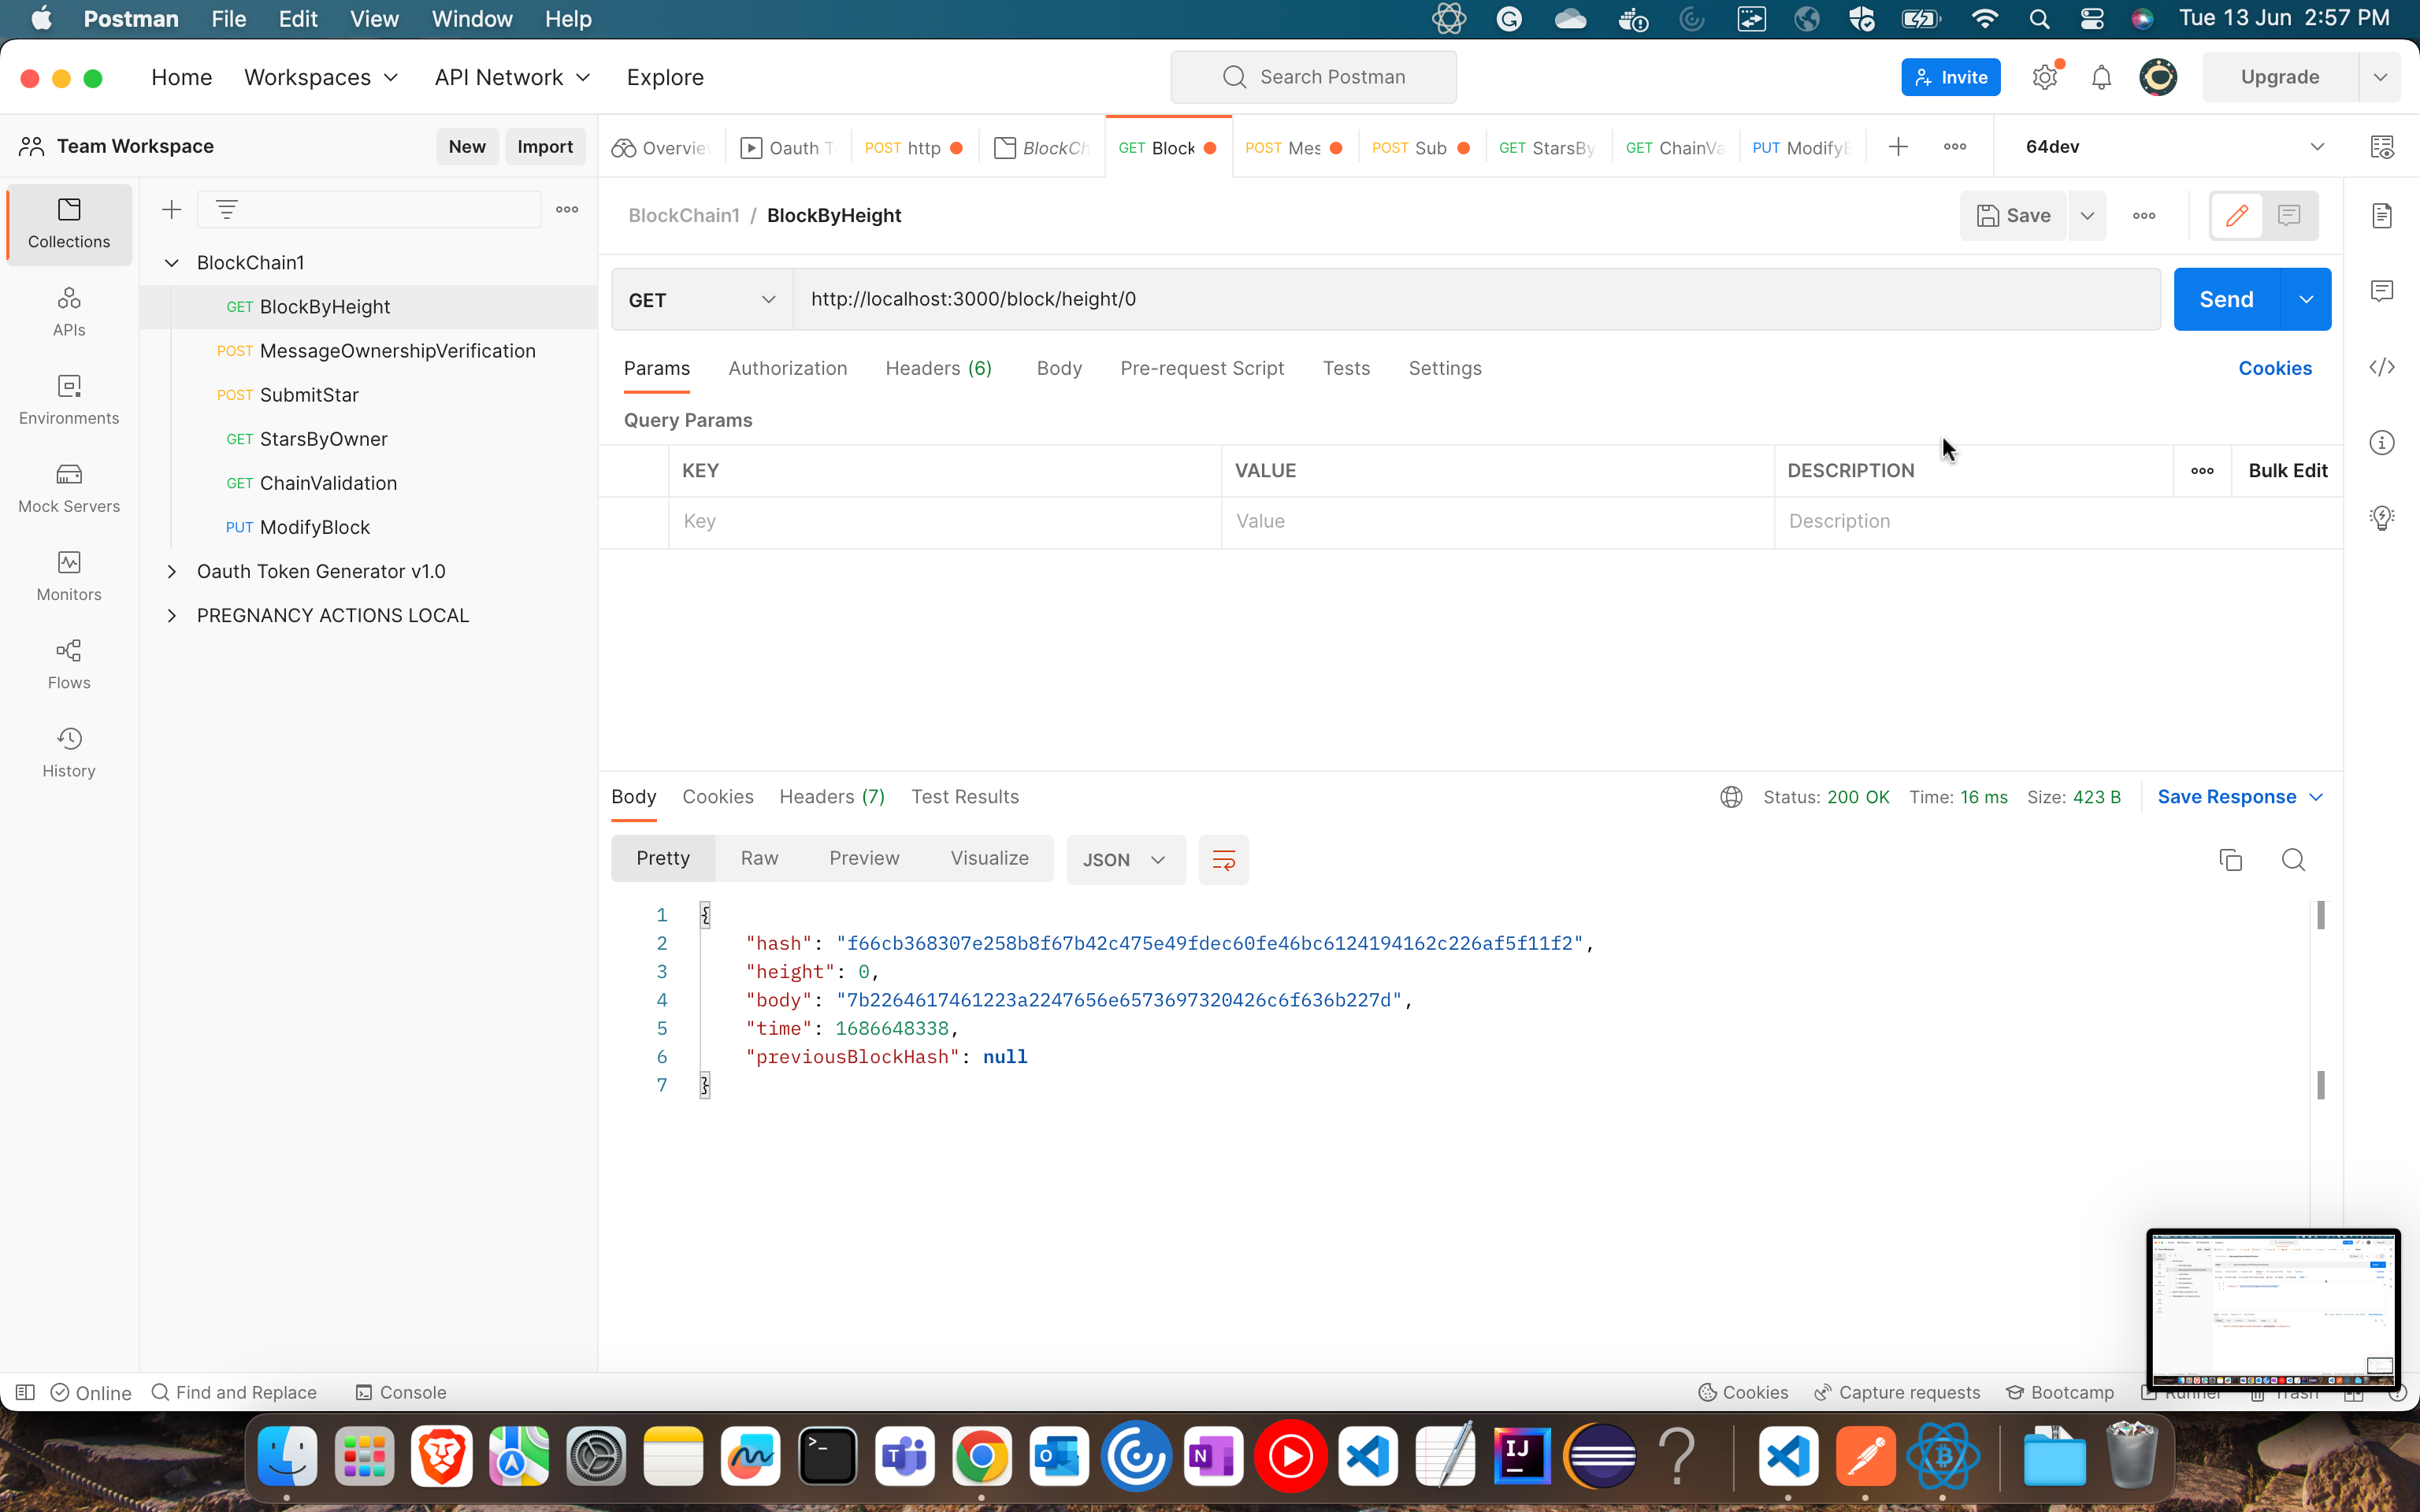 Postman File Edit View Window Help Tue 13 Jun 2:57 PM
Home Workspaces API Network Explore Search Postman Invite Upgrade
Team Workspace New Import Overvie Oauth T POST http BlockCh GET Block POST Mes POST Sub GET StarsBy GET ChainVa PUT ModifyB 64dev
Collections
APIs
Environments
Mock Servers
Monitors
Flows
History
BlockChain1
GET BlockByHeight
POST MessageOwnershipVerification
POST SubmitStar
GET StarsByOwner
GET ChainValidation
PUT ModifyBlock
Oauth Token Generator v1.0
PREGNANCY ACTIONS LOCAL
BlockChain1 / BlockByHeight Save
GET http://localhost:3000/block/height/0 Send
Params Authorization Headers (6) Body Pre-request Script Tests Settings Cookies
Query Params
KEY VALUE DESCRIPTION Bulk Edit
Key Value Description
Body Cookies Headers (7) Test Results Status: 200 OK Time: 16 ms Size: 423 B Save Response
Pretty Raw Preview Visualize JSON
1 {
2 "hash": "f66cb368307e258b8f67b42c475e49fdec60fe46bc6124194162c226af5f11f2",
3 "height": 0,
4 "body": "7b2264617461223a2247656e6573697320426c6f636b227d",
5 "time": 1686648338,
6 "previousBlockHash": null
7 }
Online Find and Replace Console Cookies Capture requests Bootcamp Runner Trash